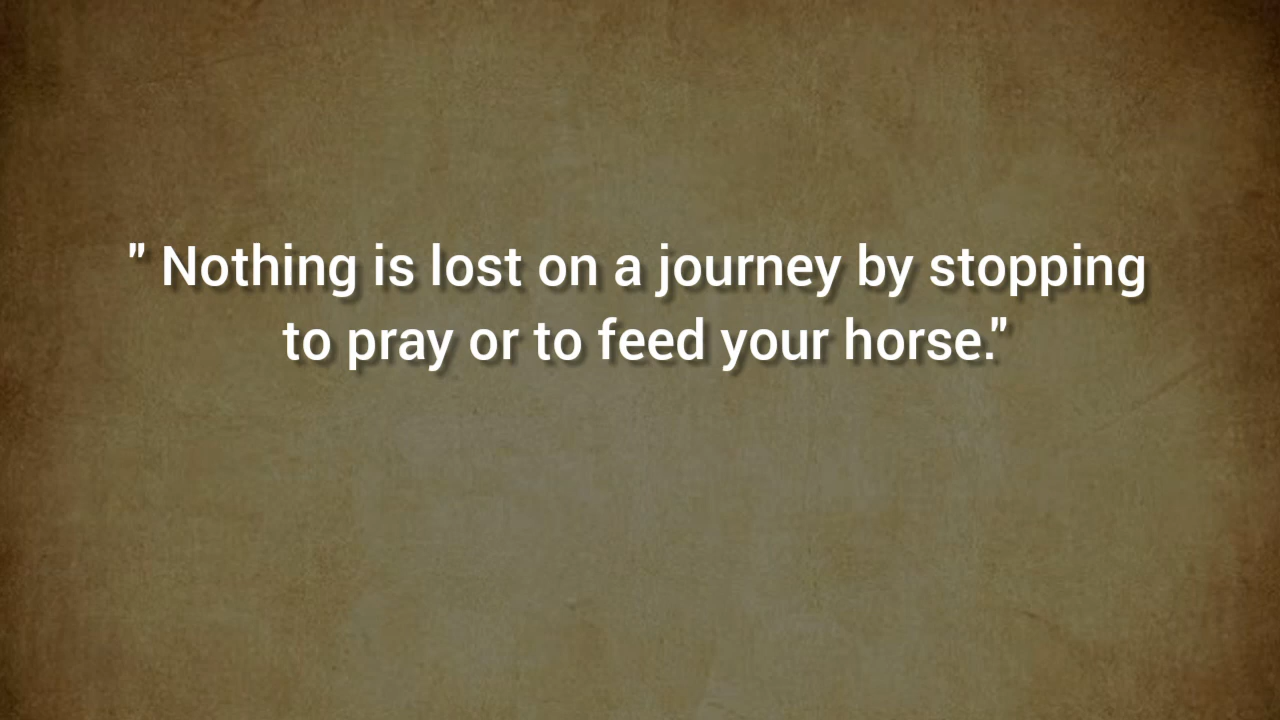 " Nothing is lost on a journey by stopping
to pray or to feed your horse."